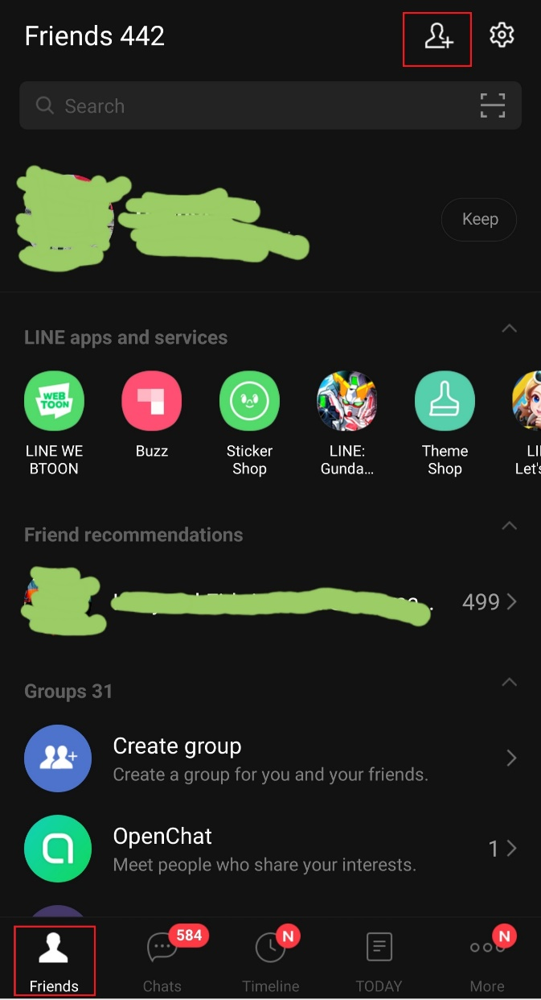 Friends 442
Search
Keep
LINE apps and services
WEB
TOON
LINE WE
BTOON
Buzz
Sticker
Shop
LINE:
Gunda...
Theme
Shop
LI
Let's
Friend recommendations
499
Groups 31
Create group
Create a group for you and your friends.
OpenChat
1
Meet people who share your interests.
584
N
N
Friends
Chats
Timeline
TODAY
More